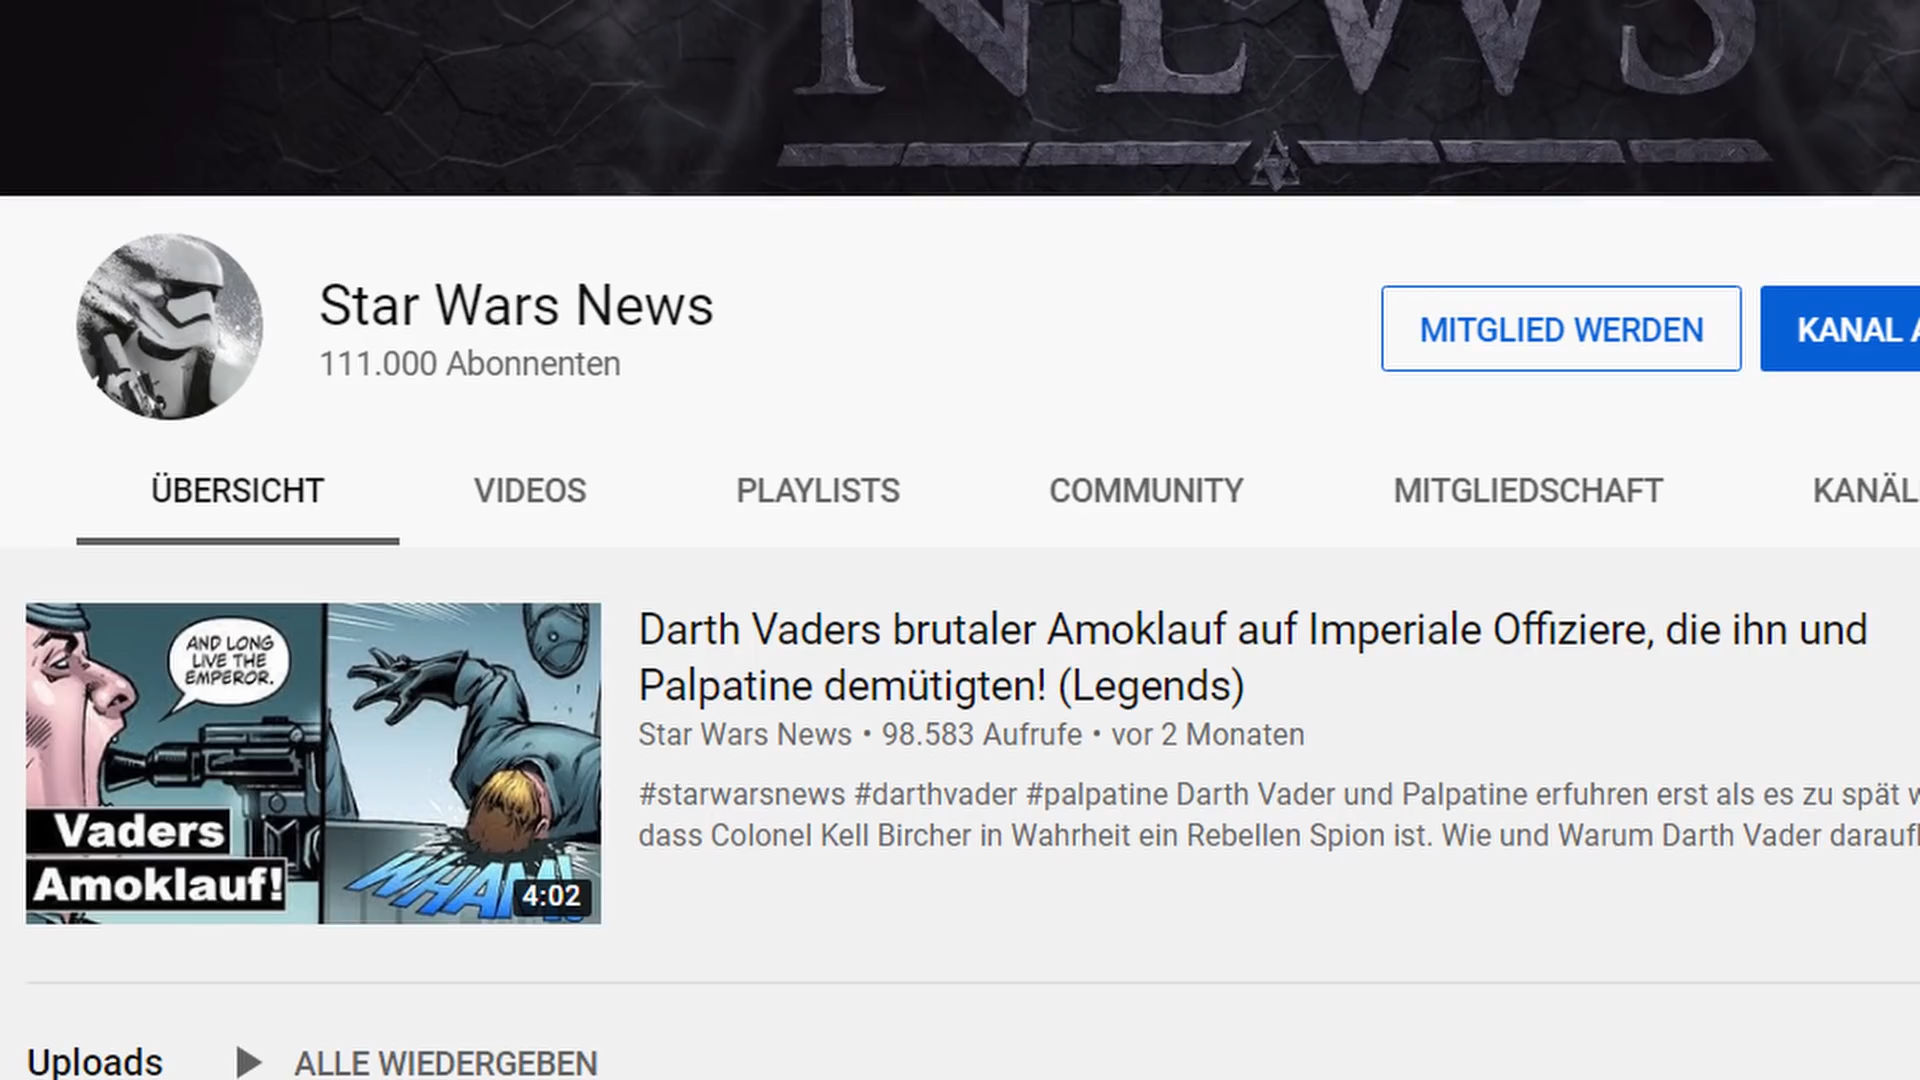 NEWS
Star Wars News
111.000 Abonnenten
MITGLIED WERDEN
KANAL A
ÜBERSICHT
VIDEOS
PLAYLISTS
COMMUNITY
MITGLIEDSCHAFT
KANÄL
AND LONG
LIVE THE
EMPEROR.
Vaders
Amoklauf!
4:02
Darth Vaders brutaler Amoklauf auf Imperiale Offiziere, die ihn und
Palpatine demütigten! (Legends)
Star Wars News • 98.583 Aufrufe • vor 2 Monaten
#starwarsnews #darthvader #palpatine Darth Vader und Palpatine erfuhren erst als es zu spät w
dass Colonel Kell Bircher in Wahrheit ein Rebellen Spion ist. Wie und Warum Darth Vader darauf
Uploads
ALLE WIEDERGEBEN